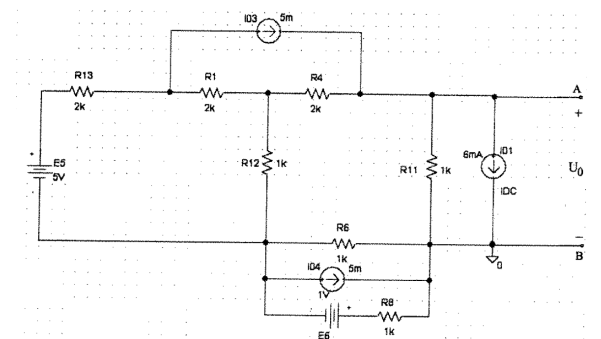 ID3 5m
R13 R1 R4 A
2k 2k 2k +
R12 1k R11 1k 6mA ID1 U0
+ E5 5V IDC
R6 −
1k B
ID4 5m 0
1V + R8
E6 1k